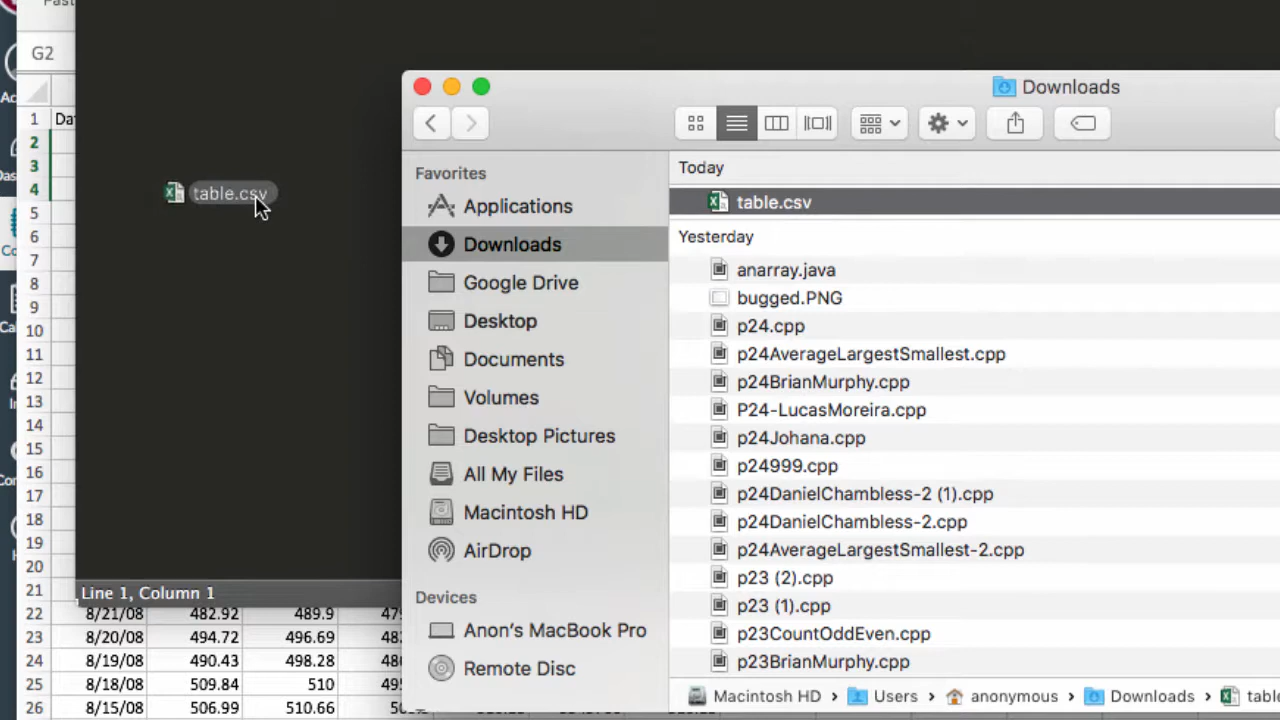 G2
Downloads
1
2
3
4
5
6
7
8
9
10
11
12
13
14
15
16
17
18
19
20
21
22 8/21/08 482.92 489.9
23 8/20/08 494.72 496.69
24 8/19/08 490.43 498.28
25 8/18/08 509.84 510
26 8/15/08 506.99 510.66
table.csv
Line 1, Column 1
Favorites
Applications
Downloads
Google Drive
Desktop
Documents
Volumes
Desktop Pictures
All My Files
Macintosh HD
AirDrop
Devices
Anon's MacBook Pro
Remote Disc
Today
table.csv
Yesterday
anarray.java
bugged.PNG
p24.cpp
p24AverageLargestSmallest.cpp
p24BrianMurphy.cpp
P24-LucasMoreira.cpp
p24Johana.cpp
p24999.cpp
p24DanielChambless-2 (1).cpp
p24DanielChambless-2.cpp
p24AverageLargestSmallest-2.cpp
p23 (2).cpp
p23 (1).cpp
p23CountOddEven.cpp
p23BrianMurphy.cpp
Macintosh HD › Users › anonymous › Downloads ›